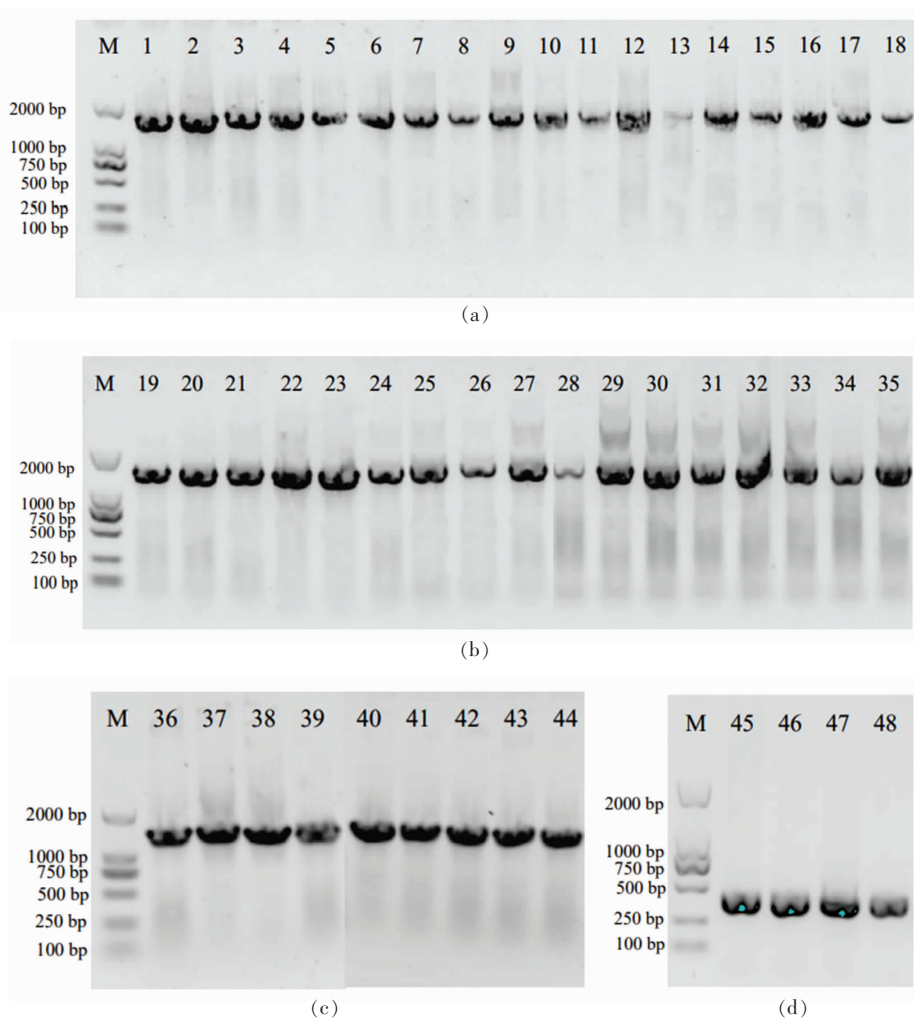 M 1 2 3 4 5 6 7 8 9 10 11 12 13 14 15 16 17 18
2000 bp
1000 bp
750 bp
500 bp
250 bp
100 bp
(a)
M 19 20 21 22 23 24 25 26 27 28 29 30 31 32 33 34 35
2000 bp
1000 bp
750 bp
500 bp
250 bp
100 bp
(b)
M 36 37 38 39 40 41 42 43 44
2000 bp
1000 bp
750 bp
500 bp
250 bp
100 bp
(c)
M 45 46 47 48
2000 bp
1000 bp
750 bp
500 bp
250 bp
100 bp
(d)